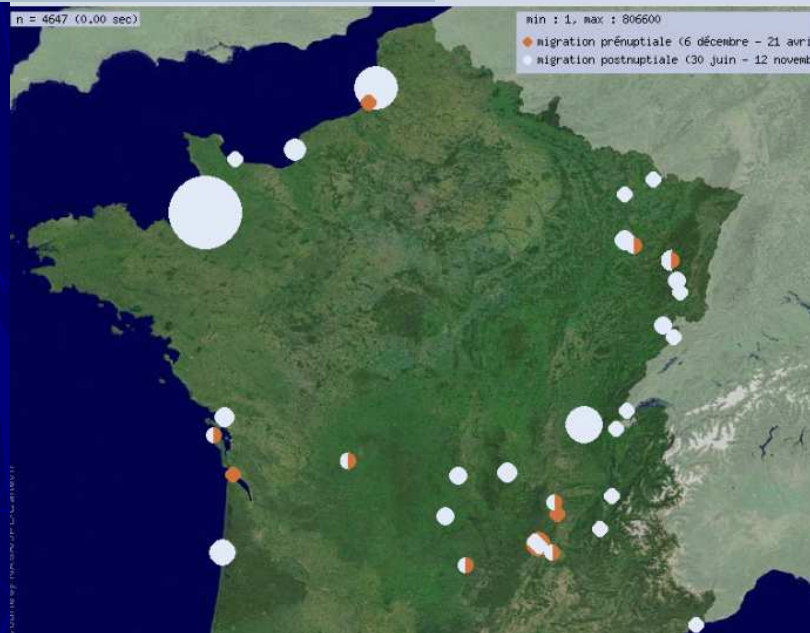 n = 4647 (0.00 sec)
min : 1, max : 806600
migration prénuptiale (6 décembre – 21 avri
migration postnuptiale (30 juin – 12 novemb